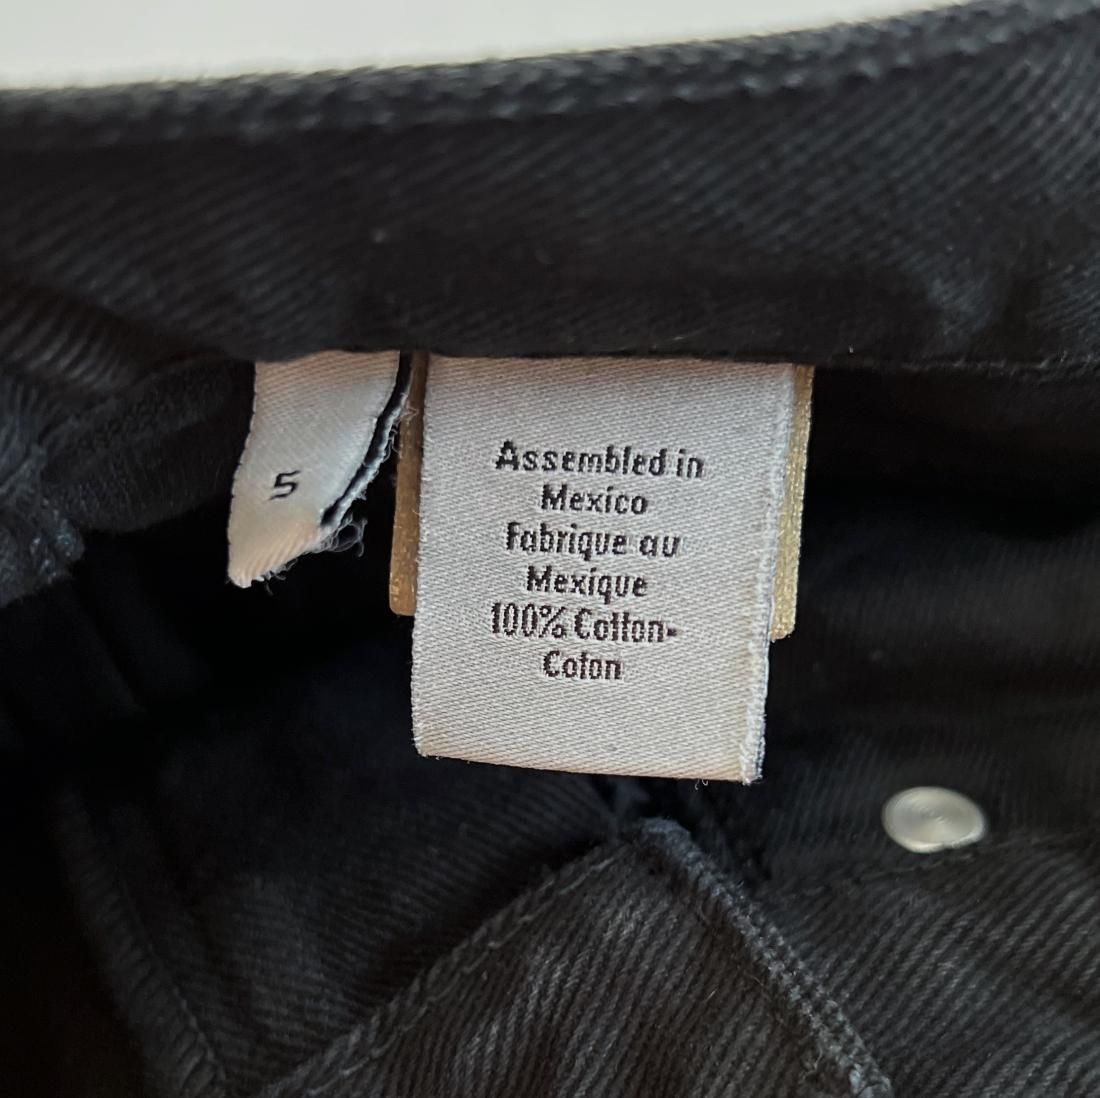 5
Assembled in
Mexico
Fabrique au
Mexique
100% Cotton-
Coton